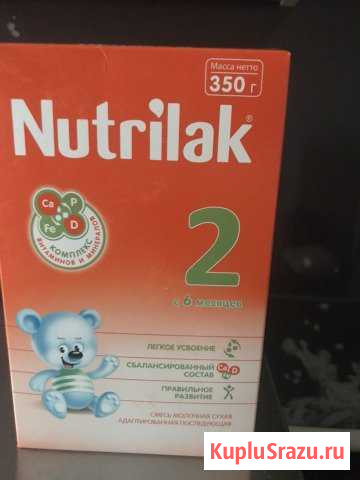 Масса нетто
350 г
Nutrilak®
Ca P
Fe D
КОМПЛЕКС
ВИТАМИНОВ И МИНЕРАЛОВ
2
с 6 месяцев
ЛЕГКОЕ УСВОЕНИЕ
СБАЛАНСИРОВАННЫЙ
СОСТАВ
Ca D
ПРАВИЛЬНОЕ
РАЗВИТИЕ
СМЕСЬ МОЛОЧНАЯ СУХАЯ
АДАПТИРОВАННАЯ ПОСЛЕДУЮЩАЯ
KupluSrazu.ru